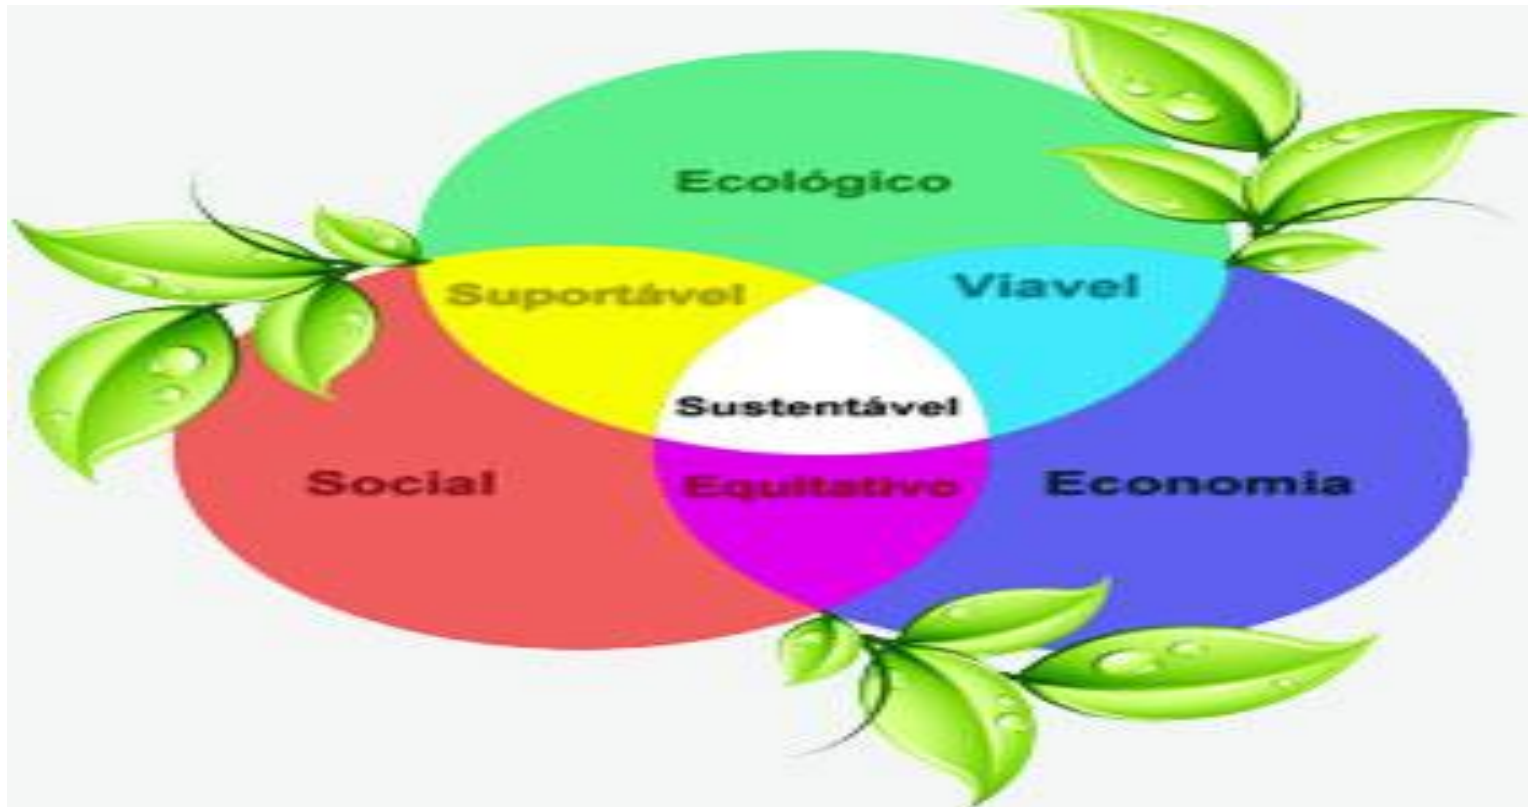 Ecológico
Suportável
Viavel
Sustentável
Social
Equitativo
Economia